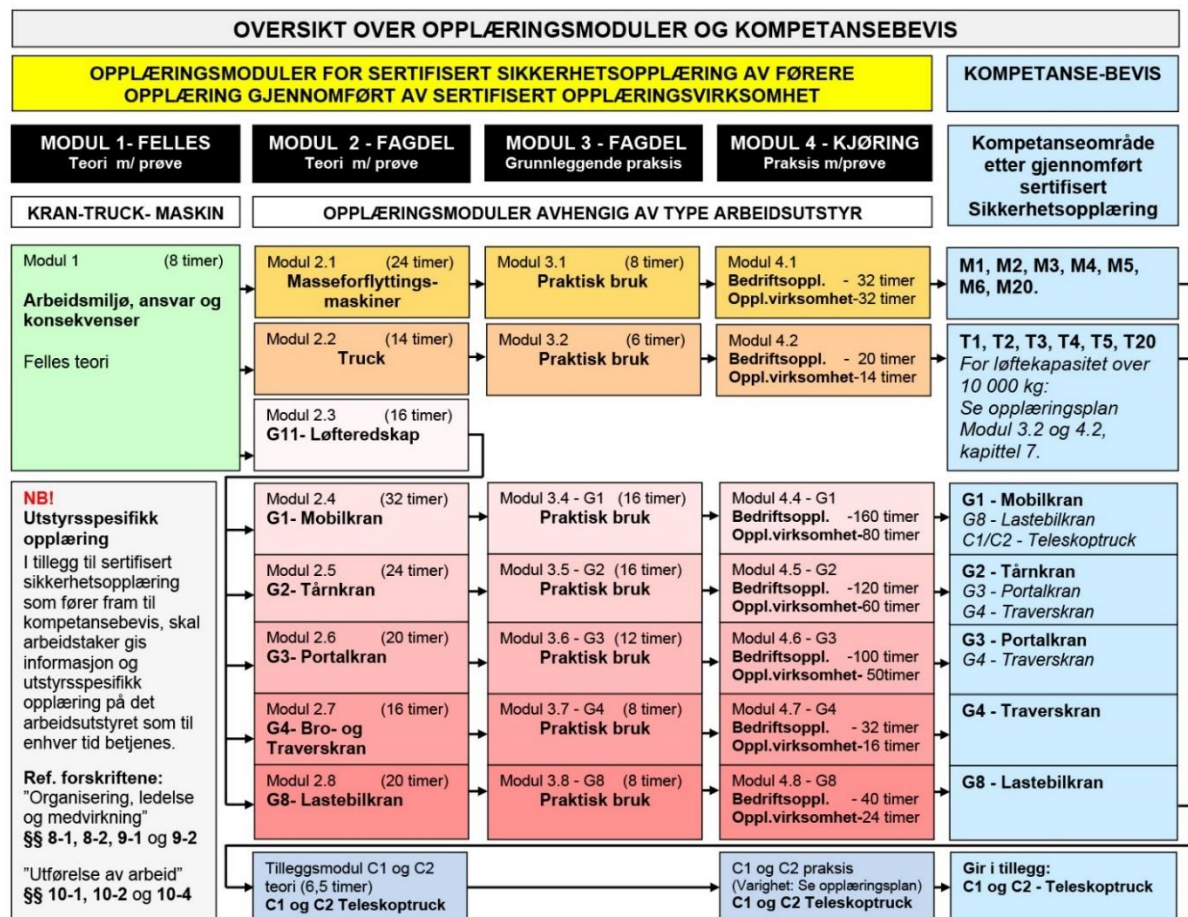 OVERSIKT OVER OPPLÆRINGSMODULER OG KOMPETANSEBEVIS
OPPLÆRINGSMODULER FOR SERTIFISERT SIKKERHETSOPPLÆRING AV FØRERE
OPPLÆRING GJENNOMFØRT AV SERTIFISERT OPPLÆRINGSVIRKSOMHET
KOMPETANSE-BEVIS
MODUL 1- FELLES
Teori m/ prøve
MODUL 2 - FAGDEL
Teori m/ prøve
MODUL 3 - FAGDEL
Grunnleggende praksis
MODUL 4 - KJØRING
Praksis m/prøve
Kompetanseområde
etter gjennomført
sertifisert
Sikkerhetsopplæring
KRAN-TRUCK- MASKIN
OPPLÆRINGSMODULER AVHENGIG AV TYPE ARBEIDSUTSTYR
Modul 1 (8 timer)
Arbeidsmiljø, ansvar og
konsekvenser
Felles teori
Modul 2.1 (24 timer)
Masseforflyttings-
maskiner
Modul 3.1 (8 timer)
Praktisk bruk
Modul 4.1
Bedriftsoppl. - 32 timer
Oppl.virksomhet-32 timer
M1, M2, M3, M4, M5,
M6, M20.
Modul 2.2 (14 timer)
Truck
Modul 3.2 (6 timer)
Praktisk bruk
Modul 4.2
Bedriftsoppl. - 20 timer
Oppl.virksomhet-14 timer
T1, T2, T3, T4, T5, T20
For løftekapasitet over
10 000 kg:
Se opplæringsplan
Modul 3.2 og 4.2,
kapittel 7.
Modul 2.3 (16 timer)
G11- Løfteredskap
NB!
Utstyrsspesifikk
opplæring
I tillegg til sertifisert
sikkerhetsopplæring
som fører fram til
kompetansebevis, skal
arbeidstaker gis
informasjon og
utstyrsspesifikk
opplæring på det
arbeidsutstyret som til
enhver tid betjenes.
Ref. forskriftene:
"Organisering, ledelse
og medvirkning"
§§ 8-1, 8-2, 9-1 og 9-2
"Utførelse av arbeid"
§§ 10-1, 10-2 og 10-4
Modul 2.4 (32 timer)
G1- Mobilkran
Modul 3.4 - G1 (16 timer)
Praktisk bruk
Modul 4.4 - G1
Bedriftsoppl. -160 timer
Oppl.virksomhet-80 timer
G1 - Mobilkran
G8 - Lastebilkran
C1/C2 - Teleskoptruck
Modul 2.5 (24 timer)
G2- Tårnkran
Modul 3.5 - G2 (16 timer)
Praktisk bruk
Modul 4.5 - G2
Bedriftsoppl. -120 timer
Oppl.virksomhet-60 timer
G2 - Tårnkran
G3 - Portalkran
G4 - Traverskran
Modul 2.6 (20 timer)
G3- Portalkran
Modul 3.6 - G3 (12 timer)
Praktisk bruk
Modul 4.6 - G3
Bedriftsoppl. -100 timer
Oppl.virksomhet- 50timer
G3 - Portalkran
G4 - Traverskran
Modul 2.7 (16 timer)
G4- Bro- og
Traverskran
Modul 3.7 - G4 (8 timer)
Praktisk bruk
Modul 4.7 - G4
Bedriftsoppl. - 32 timer
Oppl.virksomhet-16 timer
G4 - Traverskran
Modul 2.8 (20 timer)
G8- Lastebilkran
Modul 3.8 - G8 (8 timer)
Praktisk bruk
Modul 4.8 - G8
Bedriftsoppl. - 40 timer
Oppl.virksomhet-24 timer
G8 - Lastebilkran
Tilleggsmodul C1 og C2
teori (6,5 timer)
C1 og C2 Teleskoptruck
C1 og C2 praksis
(Varighet: Se opplæringsplan)
C1 og C2 Teleskoptruck
Gir i tillegg:
C1 og C2 - Teleskoptruck